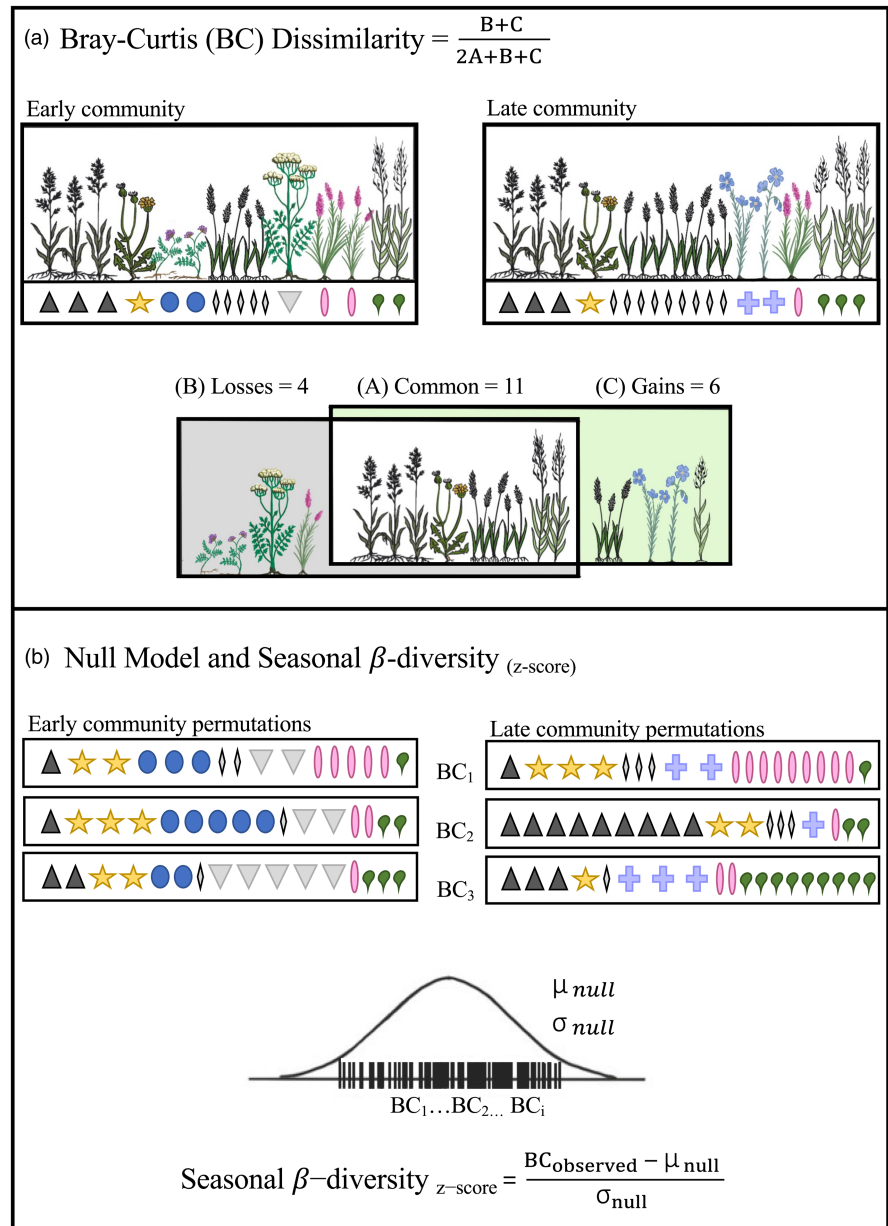 (a) Bray-Curtis (BC) Dissimilarity = B+C / 2A+B+C
Early community
Late community
(B) Losses = 4
(A) Common = 11
(C) Gains = 6
(b) Null Model and Seasonal β-diversity (z-score)
Early community permutations
Late community permutations
BC₁
BC₂
BC₃
μ null
σ null
BC₁…BC₂… BCᵢ
Seasonal β−diversity z−score = BCobserved − μnull / σnull